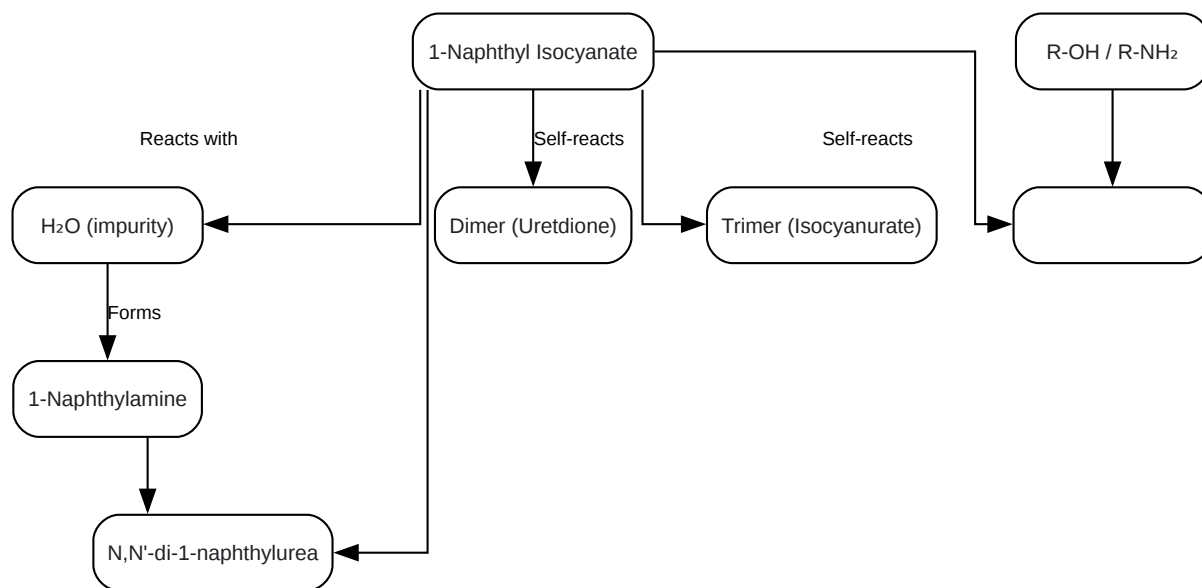 1-Naphthyl Isocyanate
R-OH / R-NH₂
Reacts with
Self-reacts
Self-reacts
H₂O (impurity)
Dimer (Uretdione)
Trimer (Isocyanurate)
Forms
1-Naphthylamine
N,N'-di-1-naphthylurea